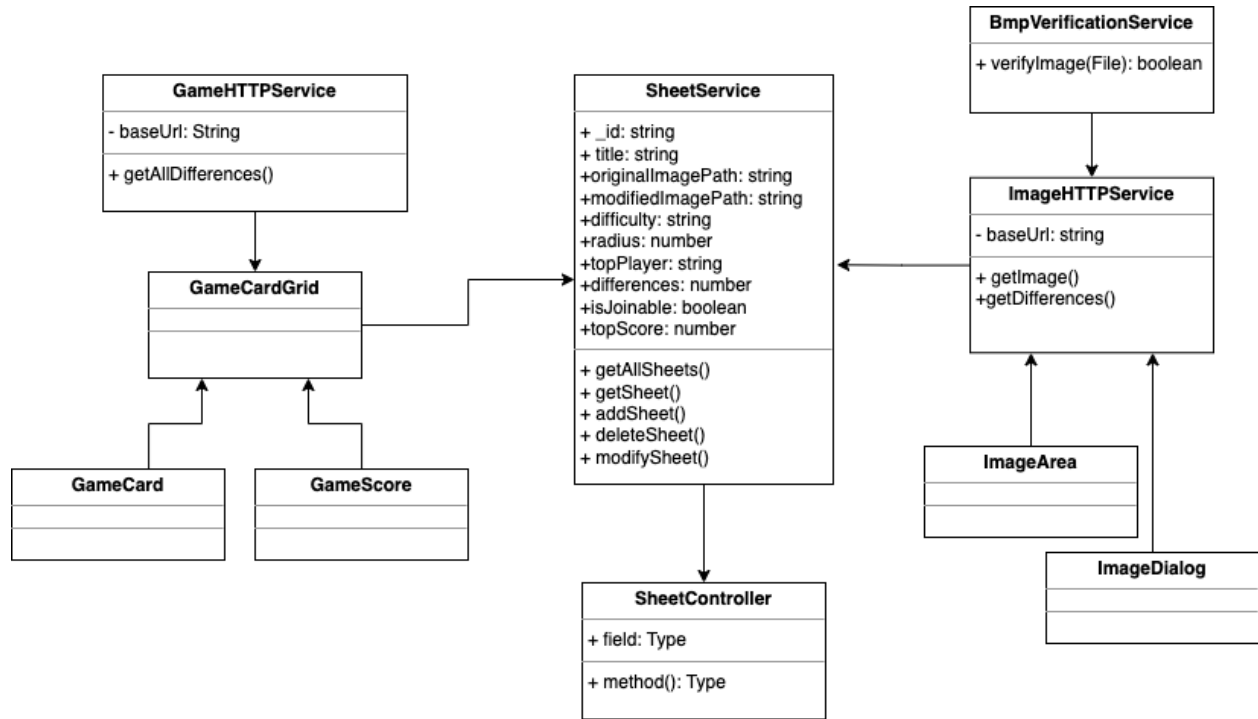 BmpVerificationService
+ verifyImage(File): boolean
GameHTTPService
- baseUrl: String
+ getAllDifferences()
SheetService
+ _id: string
+ title: string
+originalImagePath: string
+modifiedImagePath: string
+difficulty: string
+radius: number
+topPlayer: string
+differences: number
+isJoinable: boolean
+topScore: number
+ getAllSheets()
+ getSheet()
+ addSheet()
+ deleteSheet()
+ modifySheet()
ImageHTTPService
- baseUrl: string
+ getImage()
+getDifferences()
GameCardGrid
GameCard
GameScore
ImageArea
ImageDialog
SheetController
+ field: Type
+ method(): Type